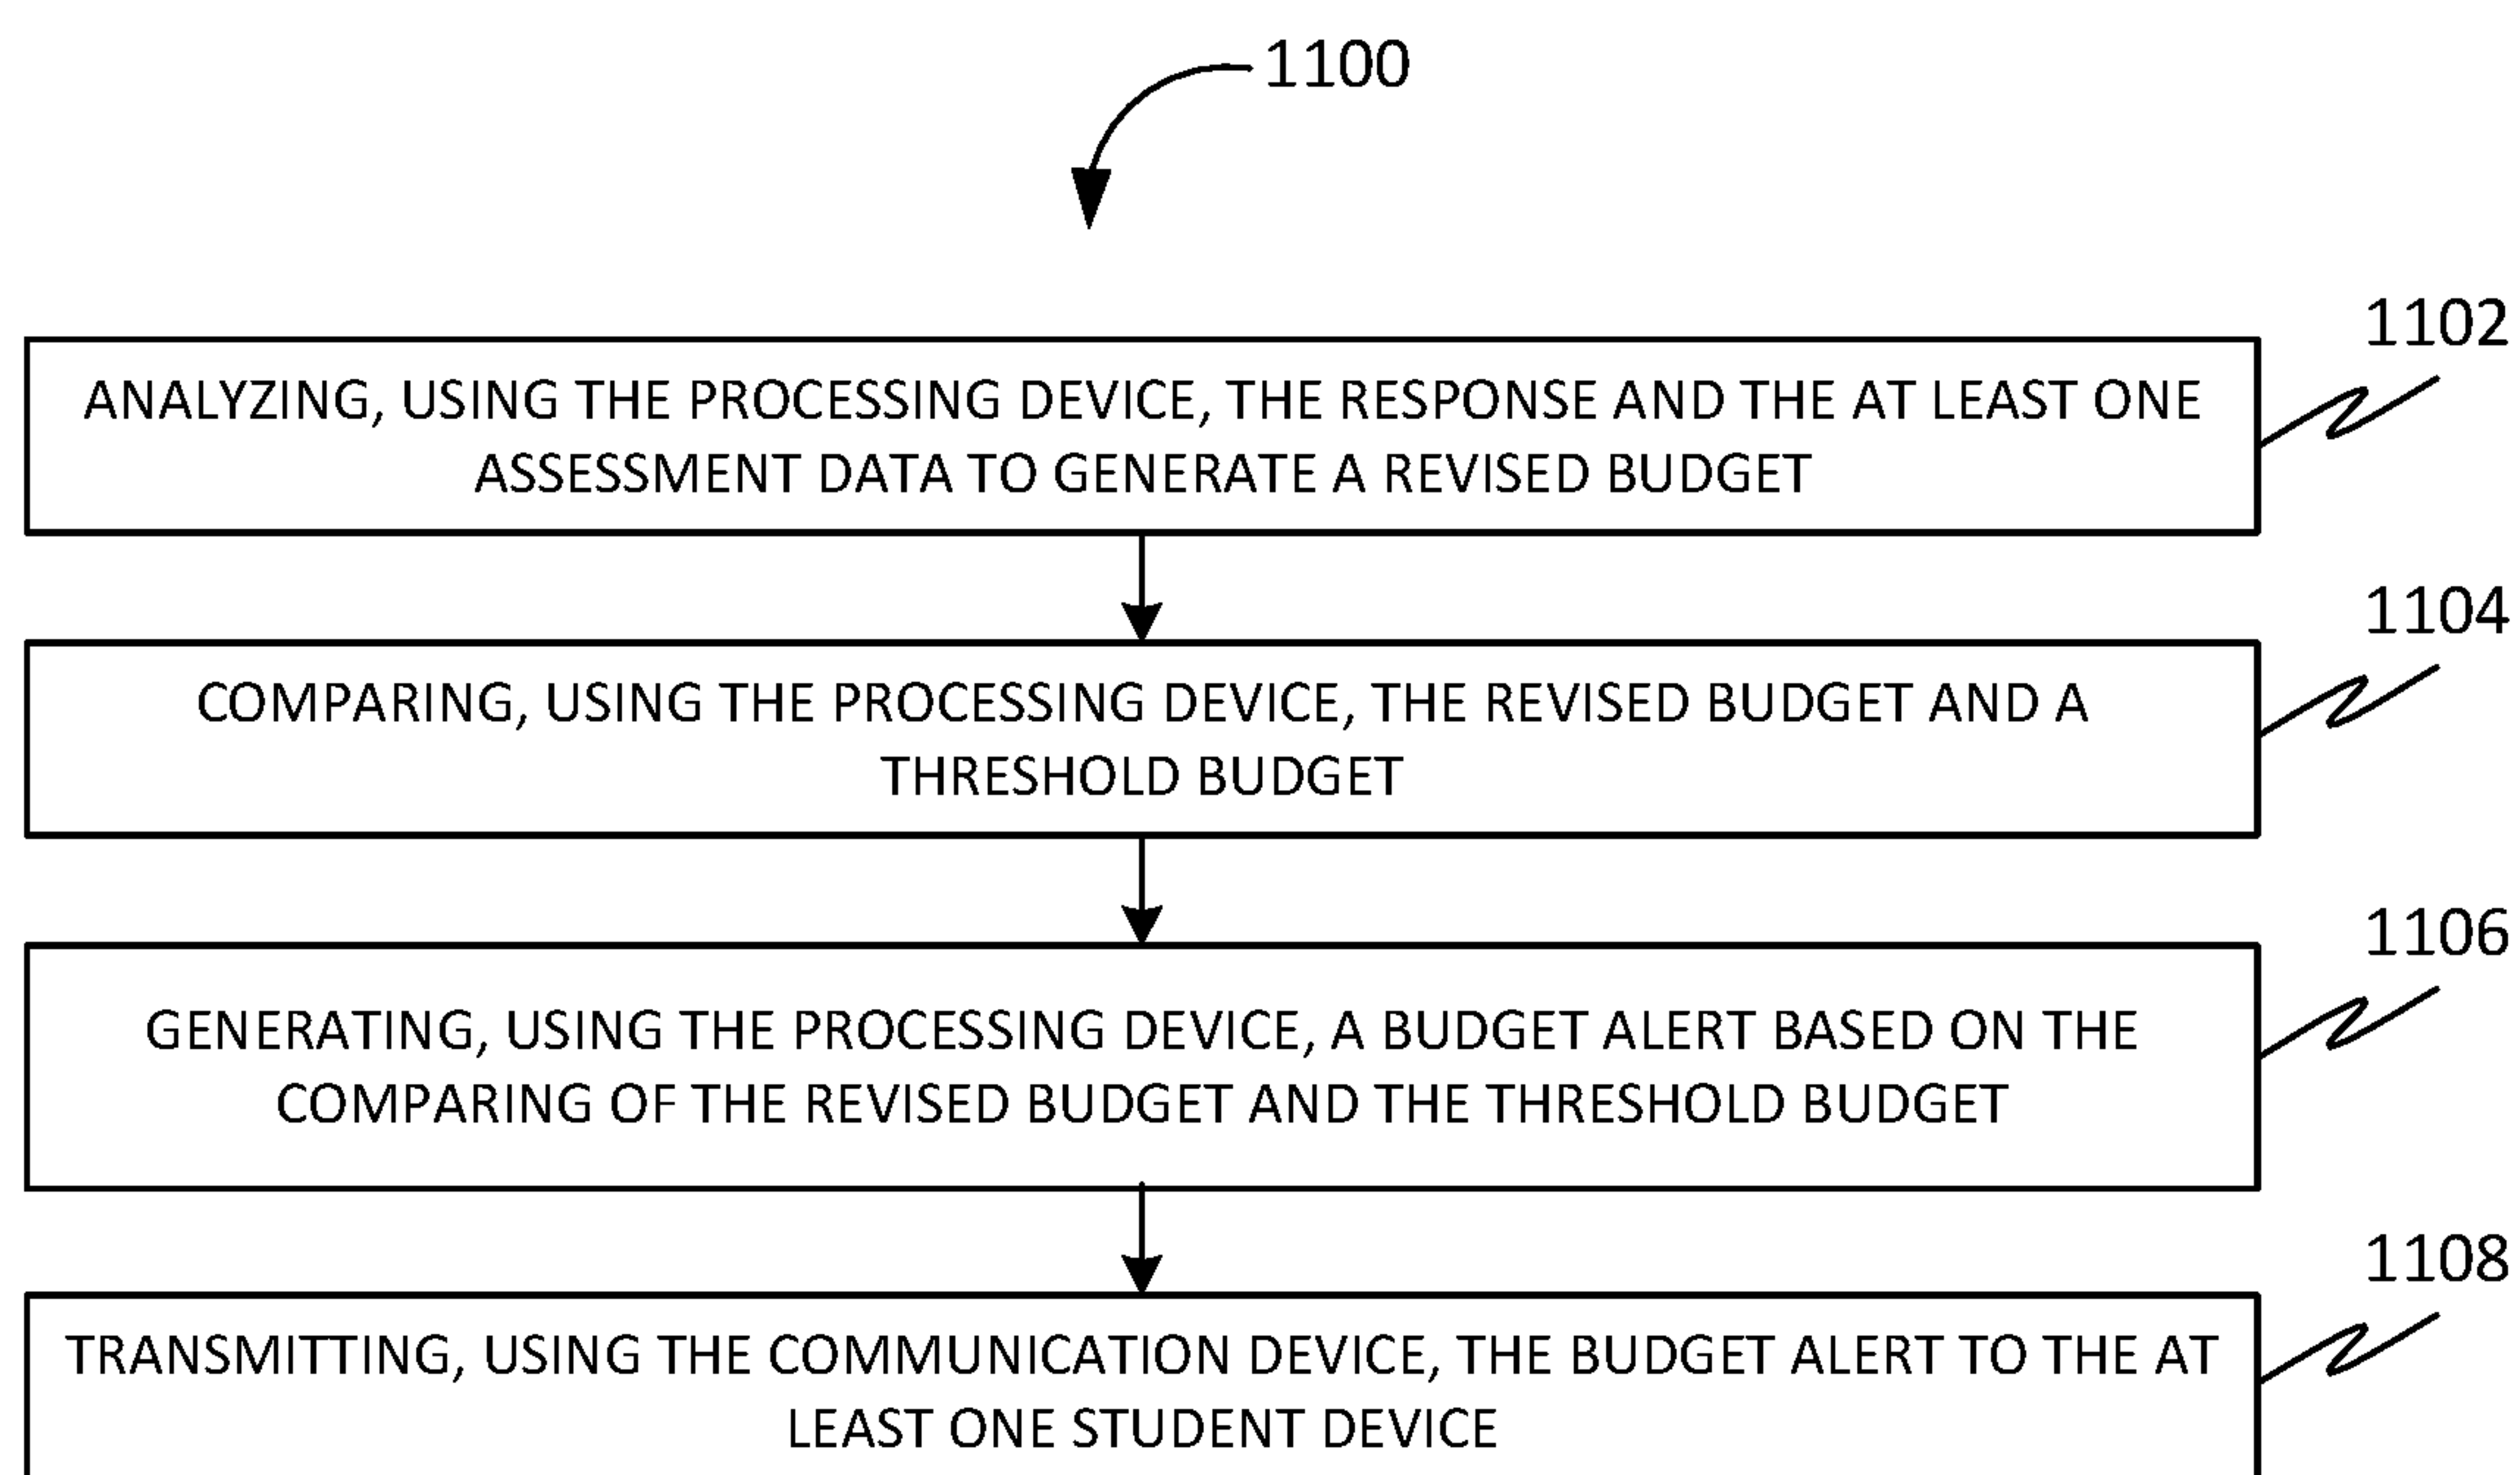 1100
1102
ANALYZING, USING THE PROCESSING DEVICE, THE RESPONSE AND THE AT LEAST ONE
ASSESSMENT DATA TO GENERATE A REVISED BUDGET
1104
COMPARING, USING THE PROCESSING DEVICE, THE REVISED BUDGET AND A
THRESHOLD BUDGET
1106
GENERATING, USING THE PROCESSING DEVICE, A BUDGET ALERT BASED ON THE
COMPARING OF THE REVISED BUDGET AND THE THRESHOLD BUDGET
1108
TRANSMITTING, USING THE COMMUNICATION DEVICE, THE BUDGET ALERT TO THE AT
LEAST ONE STUDENT DEVICE